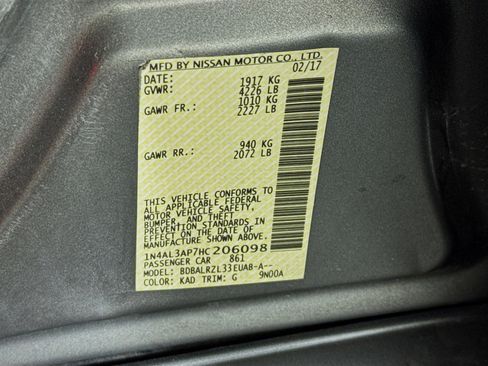 MFD BY NISSAN MOTOR CO., LTD.
DATE: 02/17
GVWR: 1917 KG
4226 LB
GAWR FR.: 1010 KG
2227 LB
GAWR RR.: 940 KG
2072 LB
THIS VEHICLE CONFORMS TO
ALL APPLICABLE FEDERAL
MOTOR VEHICLE SAFETY,
BUMPER, AND THEFT
PREVENTION STANDARDS IN
EFFECT ON THE DATE OF
MANUFACTURE SHOWN ABOVE.
1N4AL3AP7HC206098
PASSENGER CAR 861
MODEL: BDBALRZL33EUAB-A--
COLOR: KAD TRIM: G 9N00A